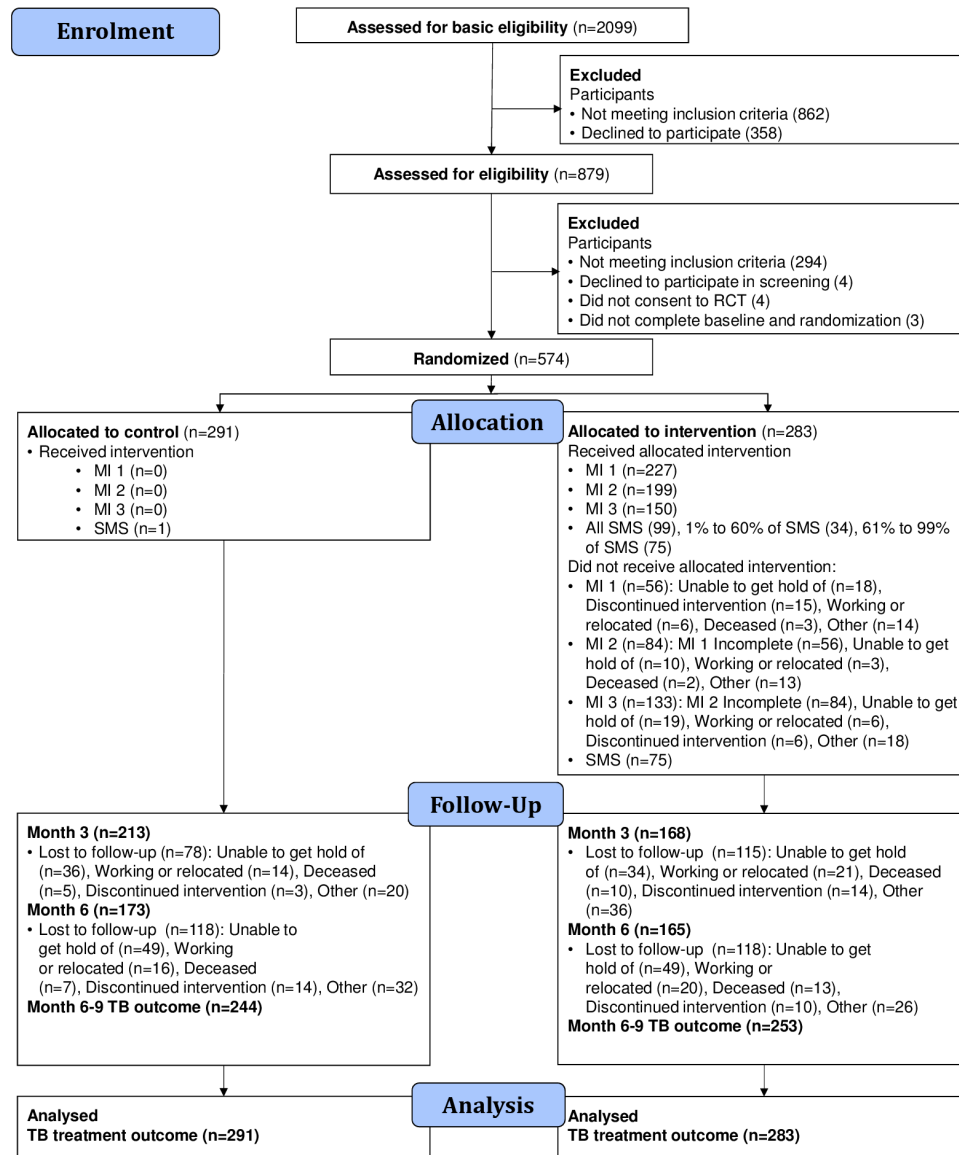 Enrolment
Assessed for basic eligibility (n=2099)
Excluded
Participants
• Not meeting inclusion criteria (862)
• Declined to participate (358)
Assessed for eligibility (n=879)
Excluded
Participants
• Not meeting inclusion criteria (294)
• Declined to participate in screening (4)
• Did not consent to RCT (4)
• Did not complete baseline and randomization (3)
Randomized (n=574)
Allocation
Allocated to control (n=291)
• Received intervention
• MI 1 (n=0)
• MI 2 (n=0)
• MI 3 (n=0)
• SMS (n=1)
Allocated to intervention (n=283)
Received allocated intervention
• MI 1 (n=227)
• MI 2 (n=199)
• MI 3 (n=150)
• All SMS (99), 1% to 60% of SMS (34), 61% to 99%
of SMS (75)
Did not receive allocated intervention:
• MI 1 (n=56): Unable to get hold of (n=18),
Discontinued intervention (n=15), Working or
relocated (n=6), Deceased (n=3), Other (n=14)
• MI 2 (n=84): MI 1 Incomplete (n=56), Unable to get
hold of (n=10), Working or relocated (n=3),
Deceased (n=2), Other (n=13)
• MI 3 (n=133): MI 2 Incomplete (n=84), Unable to get
hold of (n=19), Working or relocated (n=6),
Discontinued intervention (n=6), Other (n=18)
• SMS (n=75)
Follow-Up
Month 3 (n=213)
• Lost to follow-up (n=78): Unable to get hold of
(n=36), Working or relocated (n=14), Deceased
(n=5), Discontinued intervention (n=3), Other (n=20)
Month 6 (n=173)
• Lost to follow-up (n=118): Unable to
get hold of (n=49), Working
or relocated (n=16), Deceased
(n=7), Discontinued intervention (n=14), Other (n=32)
Month 6-9 TB outcome (n=244)
Month 3 (n=168)
• Lost to follow-up (n=115): Unable to get hold
of (n=34), Working or relocated (n=21), Deceased
(n=10), Discontinued intervention (n=14), Other
(n=36)
Month 6 (n=165)
• Lost to follow-up (n=118): Unable to get
hold of (n=49), Working or
relocated (n=20), Deceased (n=13),
Discontinued intervention (n=10), Other (n=26)
Month 6-9 TB outcome (n=253)
Analysis
Analysed
TB treatment outcome (n=291)
Analysed
TB treatment outcome (n=283)